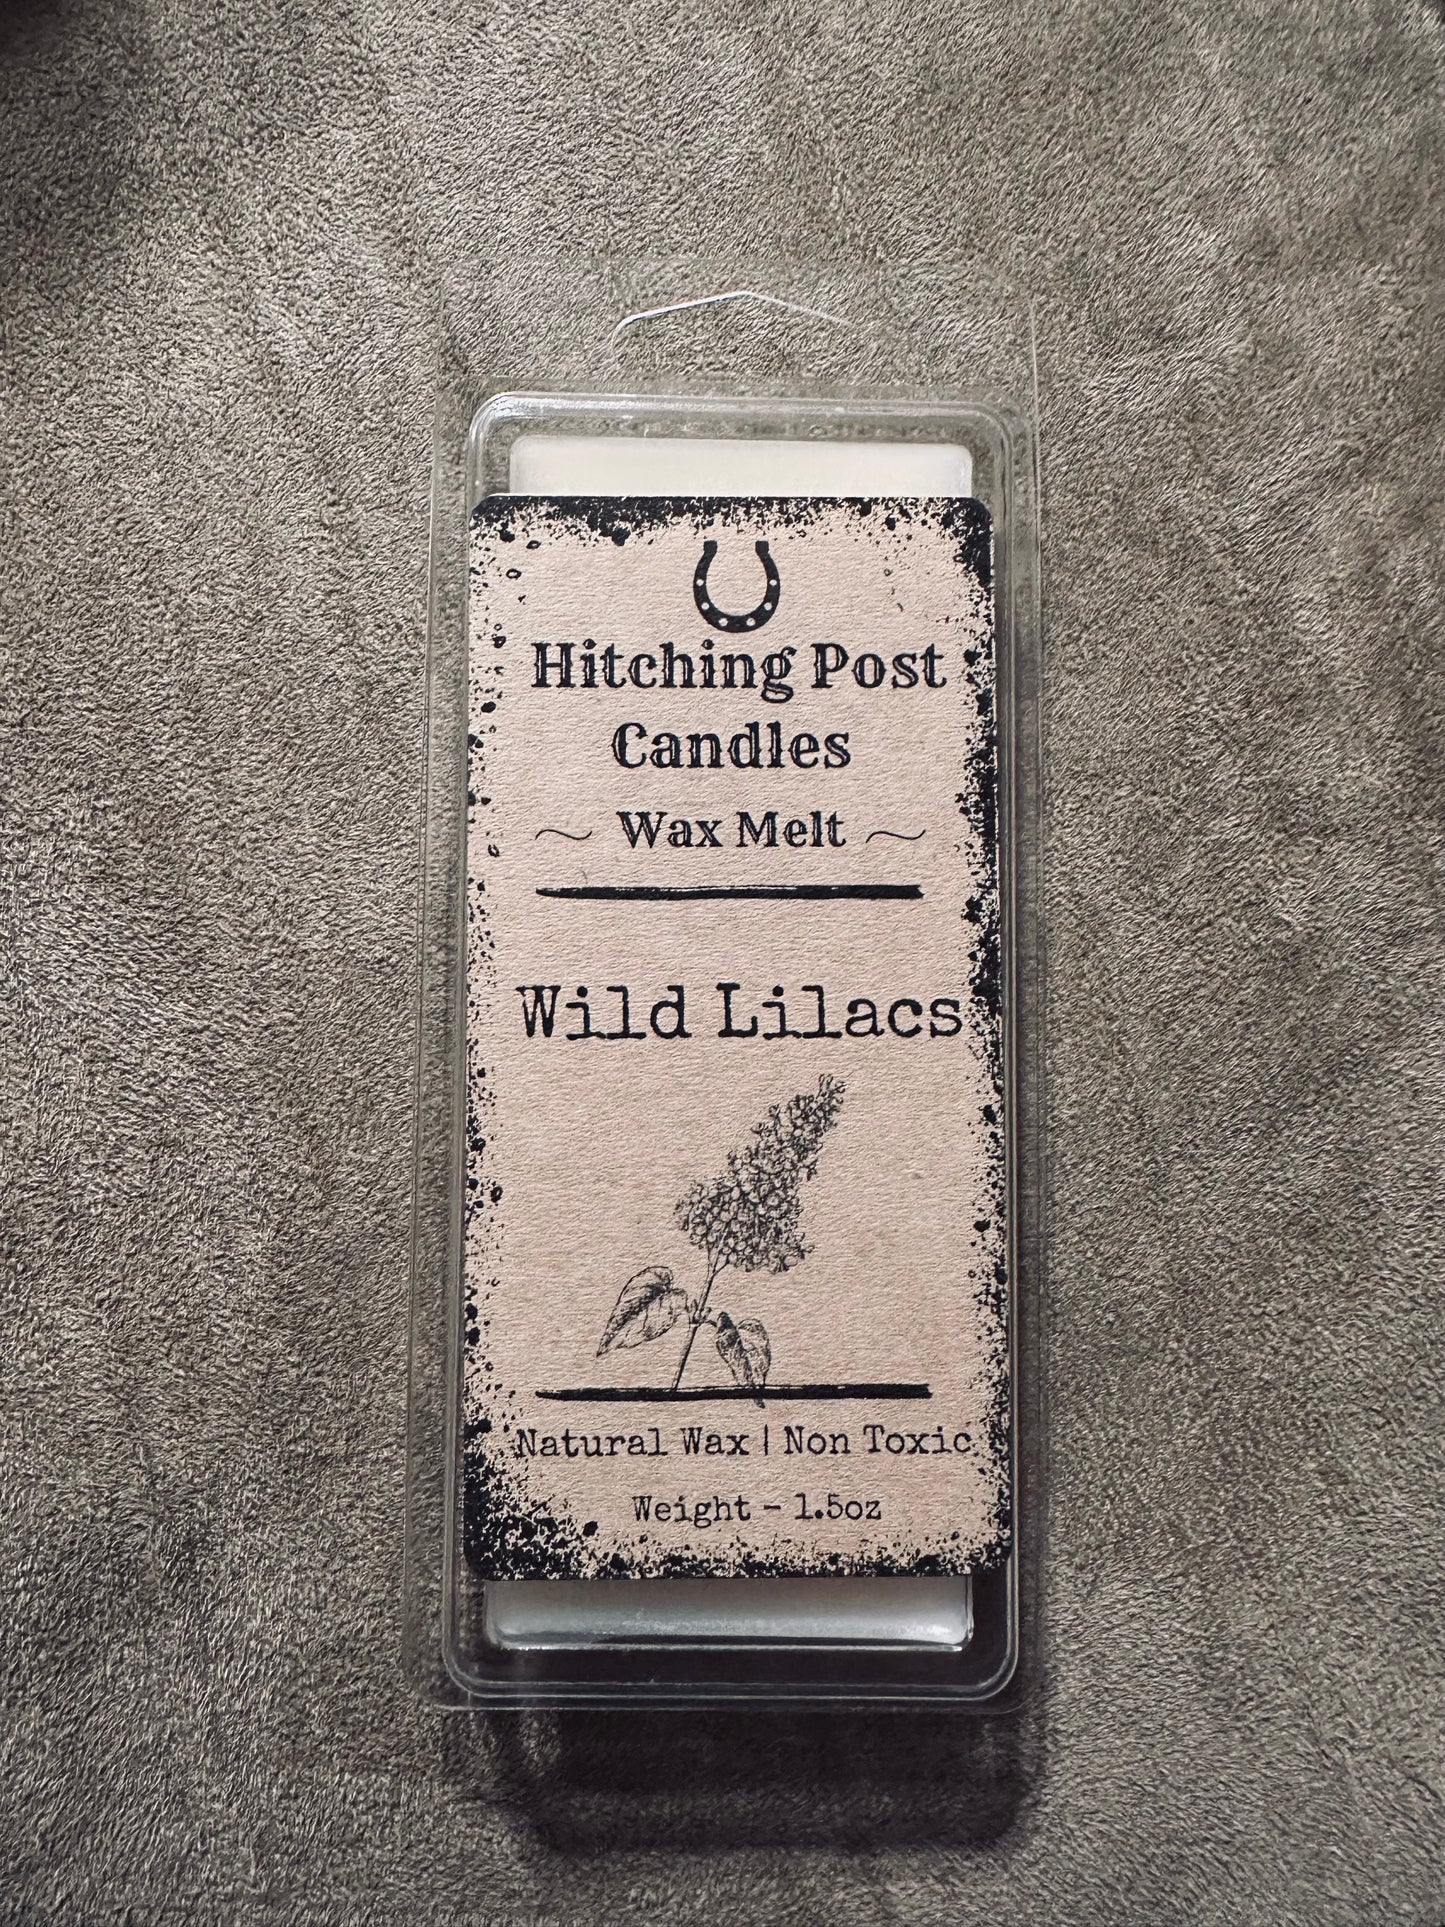 Hitching Post
Candles
~ Wax Melt ~
Wild Lilacs
Natural Wax | Non Toxic
Weight - 1.5oz